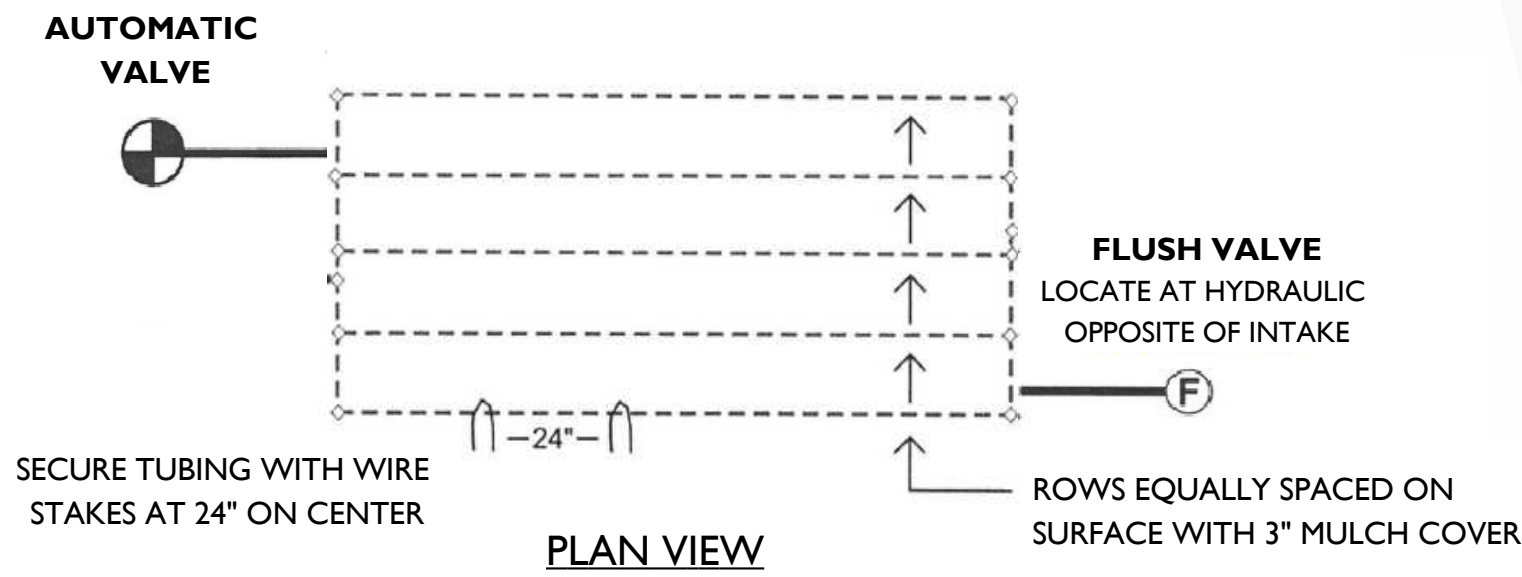 AUTOMATIC
VALVE
FLUSH VALVE
LOCATE AT HYDRAULIC
OPPOSITE OF INTAKE
F
24"
SECURE TUBING WITH WIRE
STAKES AT 24" ON CENTER
ROWS EQUALLY SPACED ON
SURFACE WITH 3" MULCH COVER
PLAN VIEW